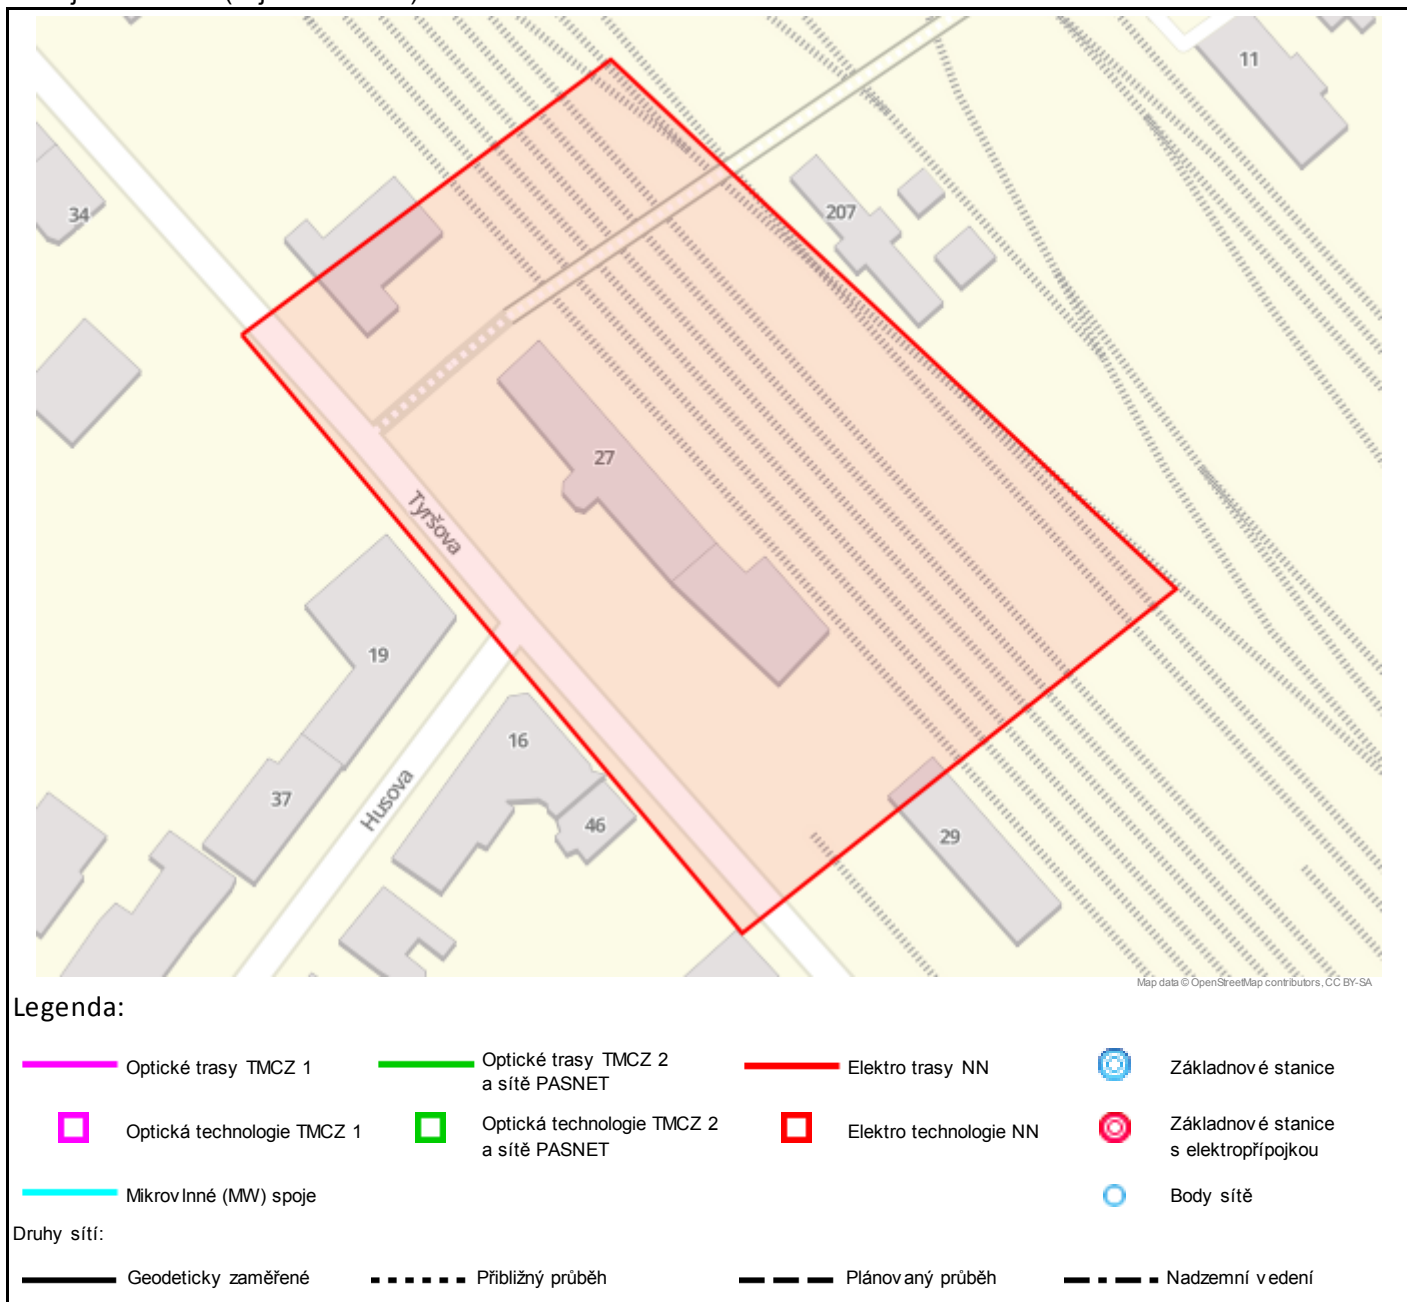 11
34
207
27
Tyršova
19
16
37
Husova
46
29
Map data © OpenStreetMap contributors, CC BY-SA
Legenda:
Optické trasy TMCZ 1
Optické trasy TMCZ 2
a sítě PASNET
Elektro trasy NN
Základnové stanice
Optická technologie TMCZ 1
Optická technologie TMCZ 2
a sítě PASNET
Elektro technologie NN
Základnové stanice
s elektropřípojkou
Mikrovlnné (MW) spoje
Body sítě
Druhy sítí:
Geodeticky zaměřené
Přibližný průběh
Plánovaný průběh
Nadzemní vedení